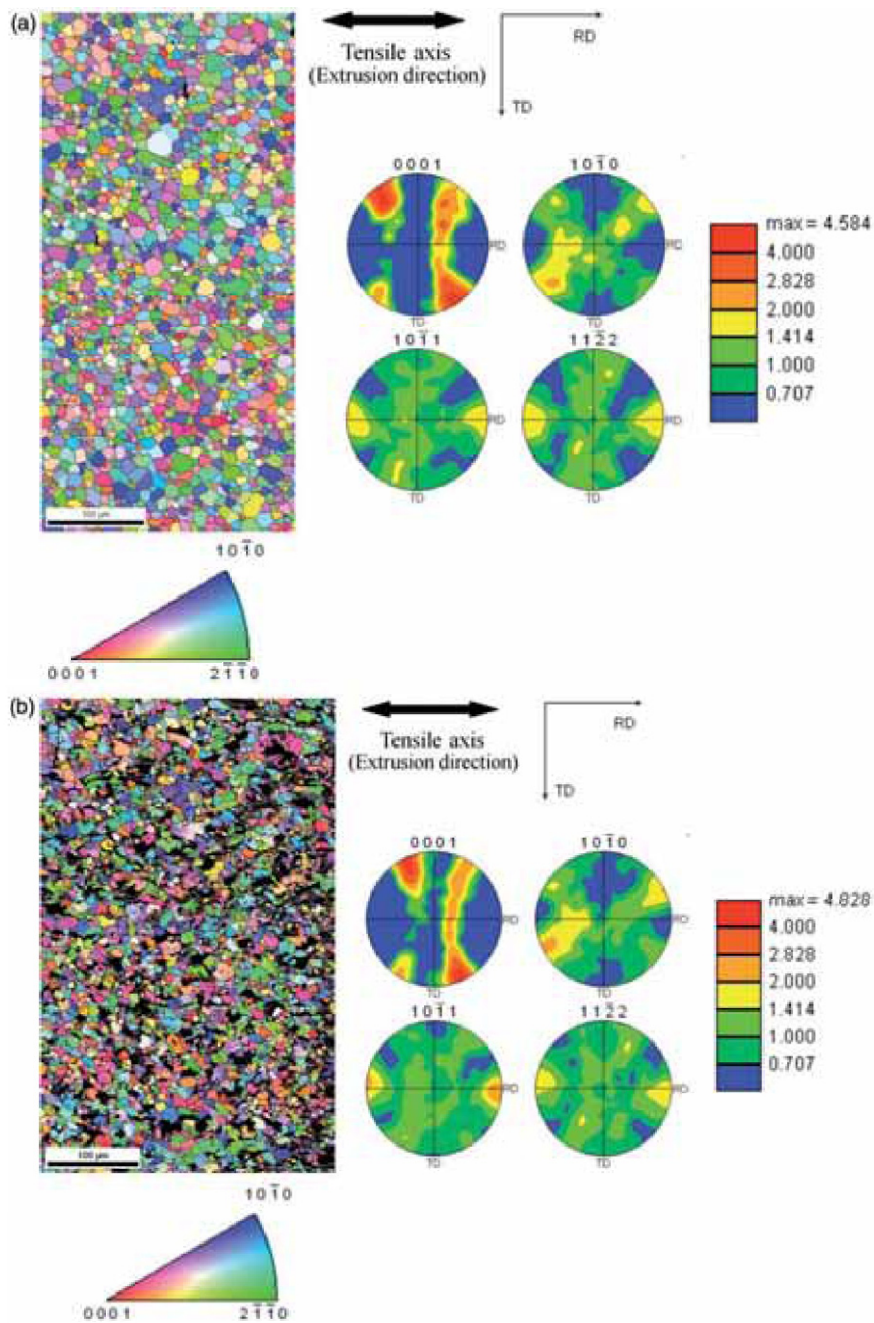 (a)
Tensile axis
(Extrusion direction)
RD
TD
0 0 0 1
1 0 1̅ 0
RD
RD
TD
TD
1 0 1̅ 1
1 1 2̅ 2
RD
RD
TD
TD
max = 4.584
4.000
2.828
2.000
1.414
1.000
0.707
100 µm
1 0 1̅ 0
0 0 0 1
2 1̅ 1̅ 0
(b)
Tensile axis
(Extrusion direction)
RD
TD
0 0 0 1
1 0 1̅ 0
RD
RD
TD
TD
1 0 1̅ 1
1 1 2̅ 2
RD
RD
TD
TD
max = 4.828
4.000
2.828
2.000
1.414
1.000
0.707
100 µm
1 0 1̅ 0
0 0 0 1
2 1̅ 1̅ 0